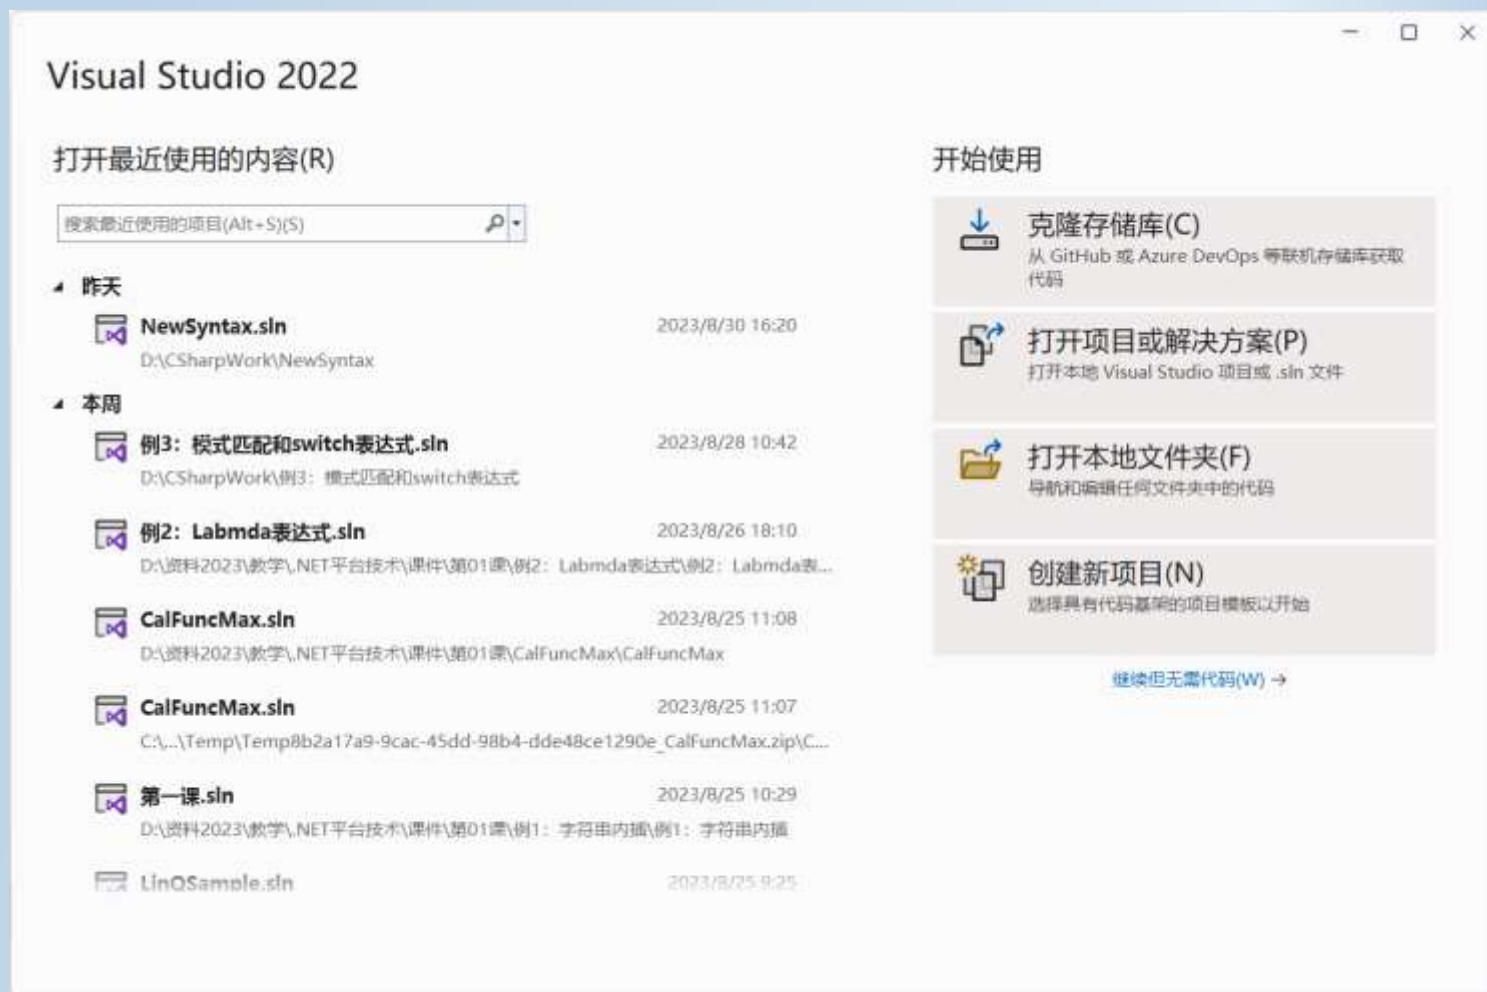 Visual Studio 2022
打开最近使用的内容(R)
搜索最近使用的项目(Alt+S)(S)
昨天
NewSyntax.sln 2023/8/30 16:20
D:\CSharpWork\NewSyntax
本周
例3：模式匹配和switch表达式.sln 2023/8/28 10:42
D:\CSharpWork\例3：模式匹配和switch表达式
例2：Labmda表达式.sln 2023/8/26 18:10
D:\资料2023\教学\.NET平台技术\课件\第01课\例2：Labmda表达式\例2：Labmda表...
CalFuncMax.sln 2023/8/25 11:08
D:\资料2023\教学\.NET平台技术\课件\第01课\CalFuncMax\CalFuncMax
CalFuncMax.sln 2023/8/25 11:07
C:\...\Temp\Temp8b2a17a9-9cac-45dd-98b4-dde48ce1290e_CalFuncMax.zip\C...
第一课.sln 2023/8/25 10:29
D:\资料2023\教学\.NET平台技术\课件\第01课\例1：字符串内插\例1：字符串内插
LinQSample.sln 2023/8/25 9:25
开始使用
克隆存储库(C)
从 GitHub 或 Azure DevOps 等联机存储库获取
代码
打开项目或解决方案(P)
打开本地 Visual Studio 项目或 .sln 文件
打开本地文件夹(F)
导航和编辑任何文件夹中的代码
创建新项目(N)
选择具有代码基架的项目模板以开始
继续但无需代码(W) →